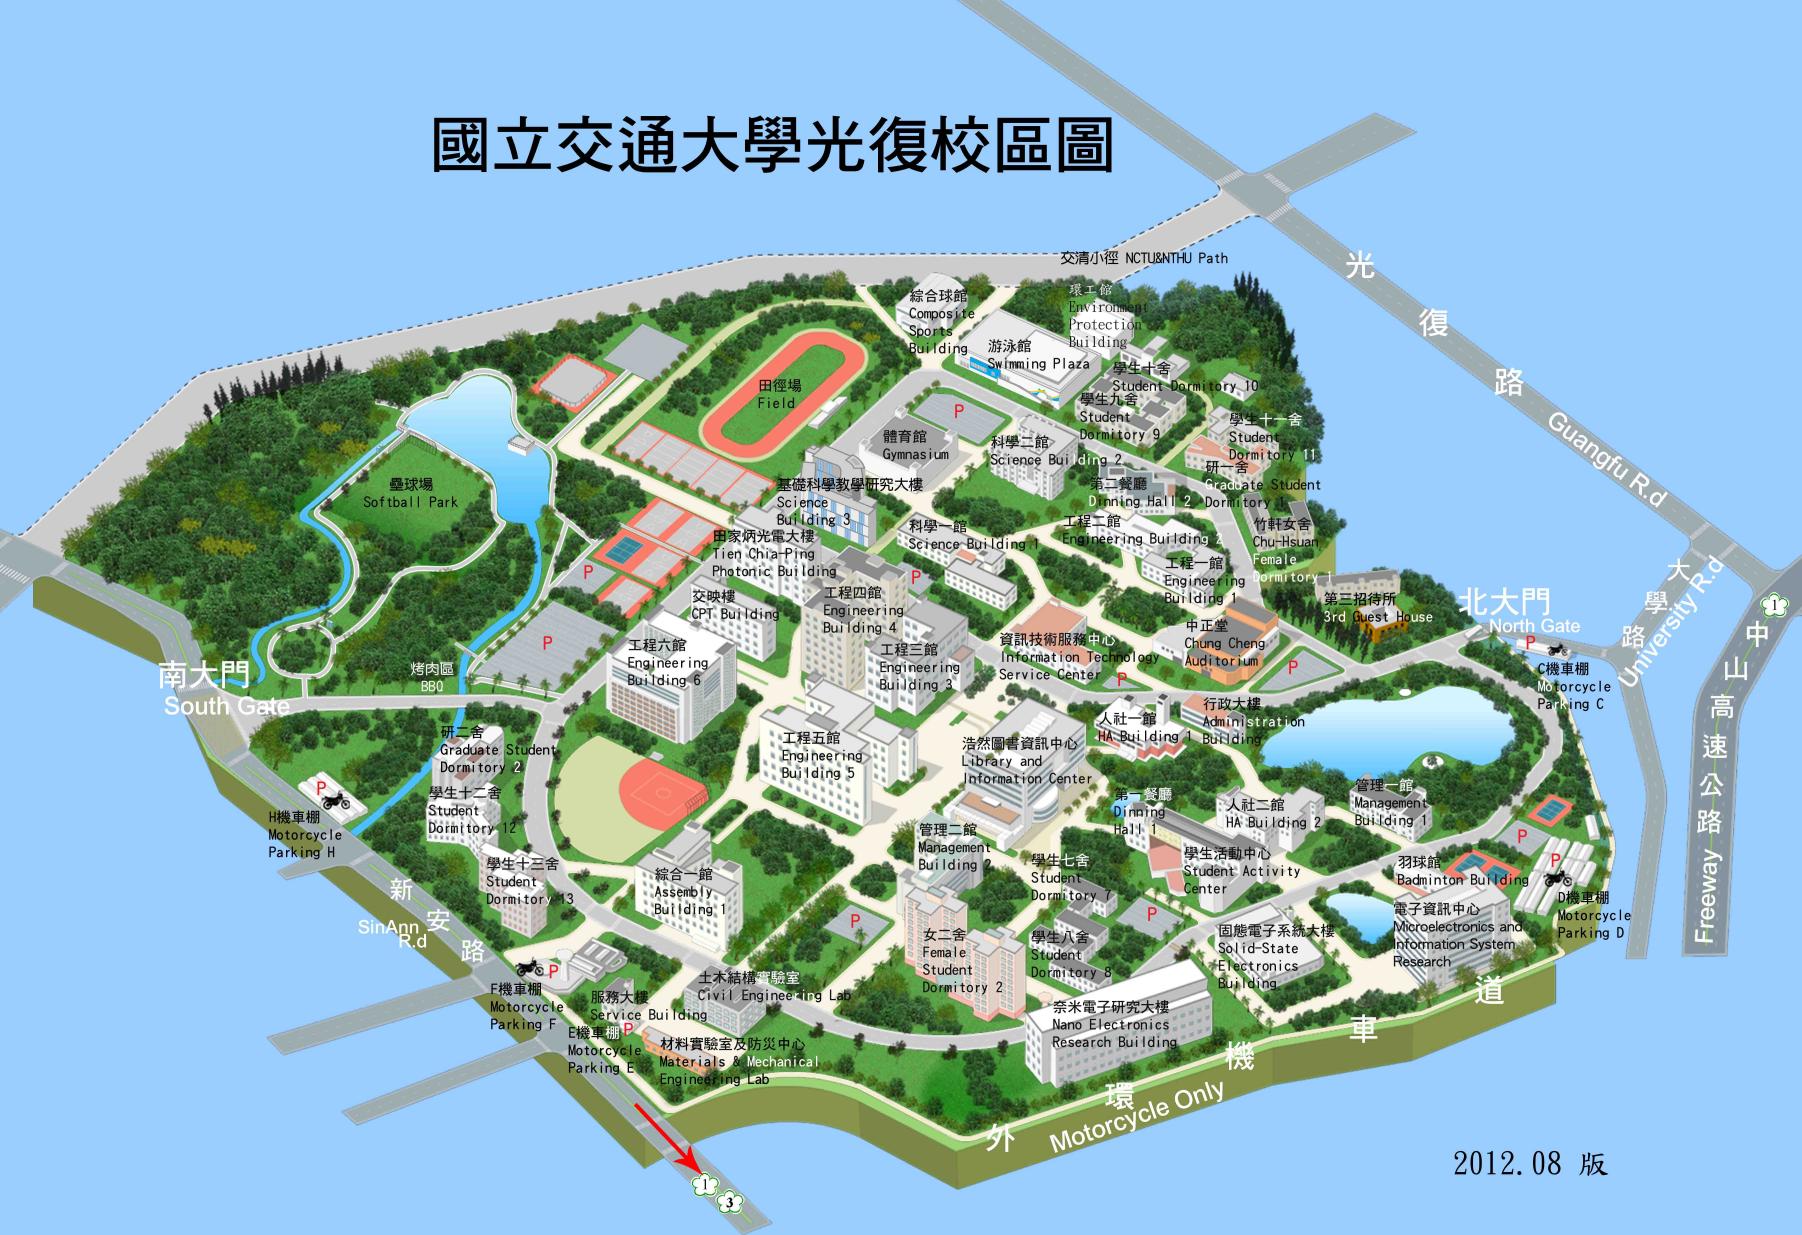 國立交通大學光復校區圖
交清小徑 NCTU&NTHU Path
光
復
路
Guangfu R.d
環工館
Environment
Protection
Building
綜合球館
Composite
Sports
Building
游泳館
Swimming Plaza
學生十舍
Student Dormitory 10
學生九舍
Student
Dormitory 9
田徑場
Field
P
體育館
Gymnasium
科學二館
Science Building 2
學生十一舍
Student
Dormitory 11
研一舍
Graduate Student
Dormitory 1
第二餐廳
Dinning Hall 2
壘球場
Softball Park
基礎科學教學研究大樓
Science
Building 3
科學一館
Science Building 1
工程二館
Engineering Building 2
竹軒女舍
Chu-Hsuan
Female
Dormitory 1
田家炳光電大樓
Tien Chia-Ping
Photonic Building
P
P
工程一館
Engineering
Building 1
交映樓
CPT Building
工程四館
Engineering
Building 4
第三招待所
3rd Guest House
北大門
North Gate
大
學
路
University R.d
1
中
山
高
速
公
路
Freeway
P
工程六館
Engineering
Building 6
工程三館
Engineering
Building 3
資訊技術服務中心
Information Technology
Service Center
P
中正堂
Chung Cheng
Auditorium
P
P
C機車棚
Motorcycle
Parking C
南大門
South Gate
烤肉區
BBQ
研二舍
Graduate Student
Dormitory 2
工程五館
Engineering
Building 5
浩然圖書資訊中心
Library and
Information Center
人社一館
HA Building 1
行政大樓
Administration
Building
P
H機車棚
Motorcycle
Parking H
學生十二舍
Student
Dormitory 12
第一餐廳
Dinning
Hall 1
人社二館
HA Building 2
管理一館
Management
Building 1
P
管理二館
Management
Building 2
學生十三舍
Student
Dormitory 13
綜合一館
Assembly
Building 1
學生七舍
Student
Dormitory 7
學生活動中心
Student Activity
Center
羽球館
Badminton Building
P
D機車棚
Motorcycle
Parking D
新
安
路
SinAnn
R.d
P
女二舍
Female
Student
Dormitory 2
學生八舍
Student
Dormitory 8
P
固態電子系統大樓
Solid-State
Electronics
Building
電子資訊中心
Microelectronics and
Information System
Research
P
F機車棚
Motorcycle
Parking F
服務大樓
Service Building
土木結構實驗室
Civil Engineering Lab
E機車棚
P
Motorcycle
Parking E
材料實驗室及防災中心
Materials & Mechanical
Engineering Lab
奈米電子研究大樓
Nano Electronics
Research Building
外
環
機
車
道
Motorcycle Only
1
3
2012.08 版